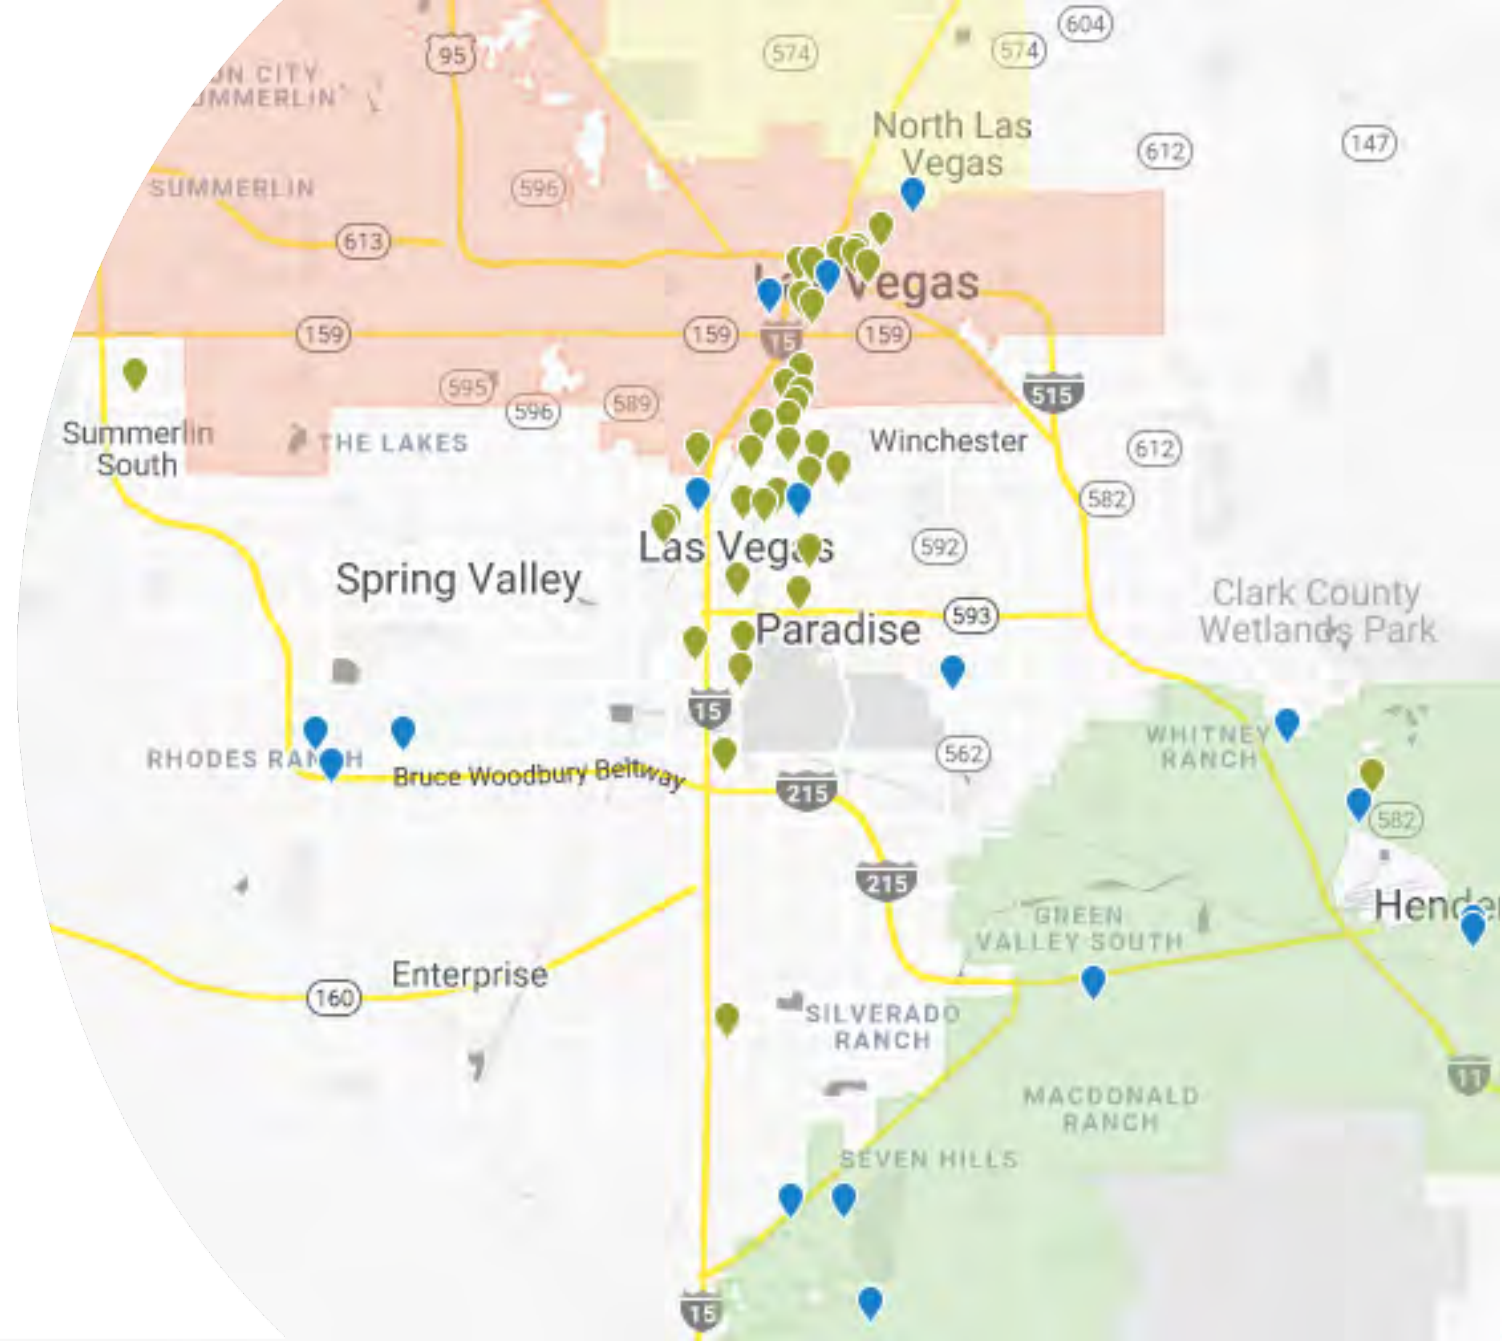 604
95
574
574
UN CITY
UMMERLIN
North Las
Vegas
147
612
SUMMERLIN
596
613
Las Vegas
159
159
15
159
595
596
589
515
Summerlin
South
THE LAKES
Winchester
612
582
Las Vegas
592
Spring Valley
Clark County
Wetlands Park
593
Paradise
15
WHITNEY
RANCH
RHODES RANCH
562
Bruce Woodbury Beltway
215
582
215
Hender
GREEN
VALLEY SOUTH
Enterprise
160
SILVERADO
RANCH
11
MACDONALD
RANCH
SEVEN HILLS
15